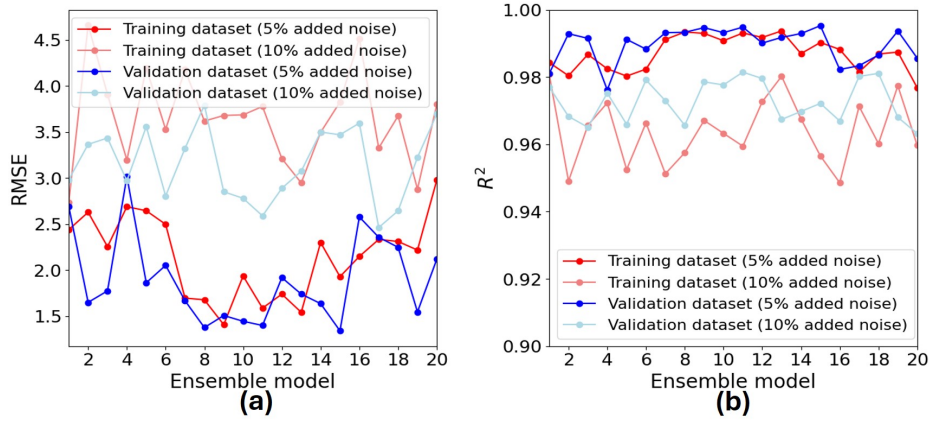 4.5
4.0
3.5
3.0
2.5
2.0
1.5
RMSE
Training dataset (5% added noise)
Training dataset (10% added noise)
Validation dataset (5% added noise)
Validation dataset (10% added noise)
2 4 6 8 10 12 14 16 18 20
Ensemble model
(a)
1.00
0.98
0.96
0.94
0.92
0.90
R²
Training dataset (5% added noise)
Training dataset (10% added noise)
Validation dataset (5% added noise)
Validation dataset (10% added noise)
2 4 6 8 10 12 14 16 18 20
Ensemble model
(b)